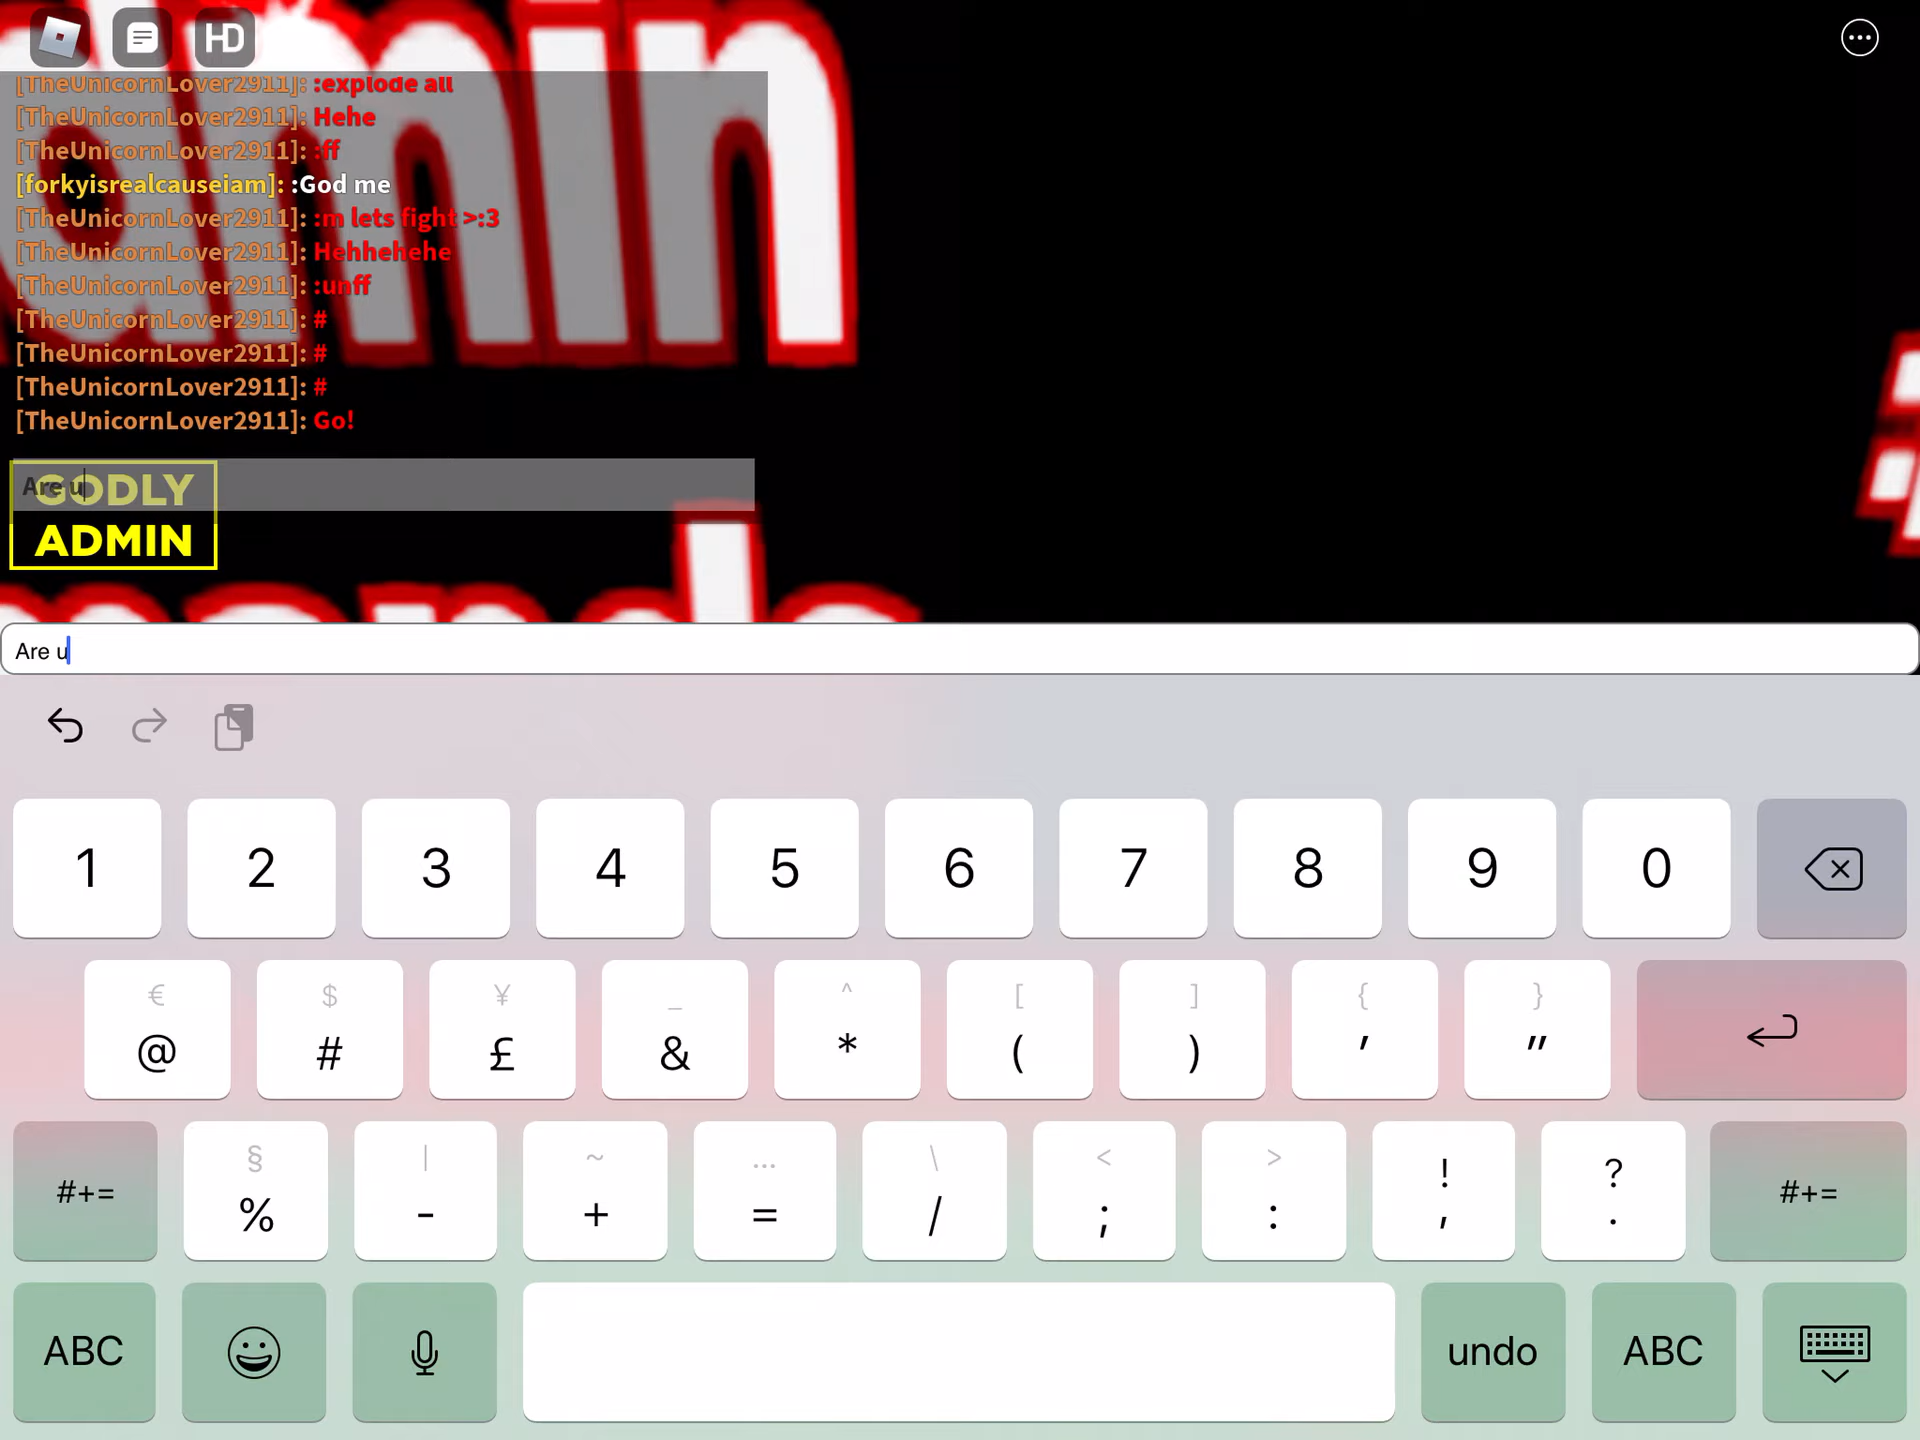 HD
[TheUnicornLover2911]: :explode all
[TheUnicornLover2911]: Hehe
[TheUnicornLover2911]: :ff
[forkyisrealcauseiam]: :God me
[TheUnicornLover2911]: :m lets fight >:3
[TheUnicornLover2911]: Hehhehehe
[TheUnicornLover2911]: :unff
[TheUnicornLover2911]: #
[TheUnicornLover2911]: #
[TheUnicornLover2911]: #
[TheUnicornLover2911]: Go!
Are u
GODLY
ADMIN
Are u
1 2 3 4 5 6 7 8 9 0
€ $ ¥ _ ^ [ ] { }
@ # £ & * ( ) ' "
§ | ~ … \ < > ! ?
#+= % - + = / ; : , . #+=
ABC undo ABC